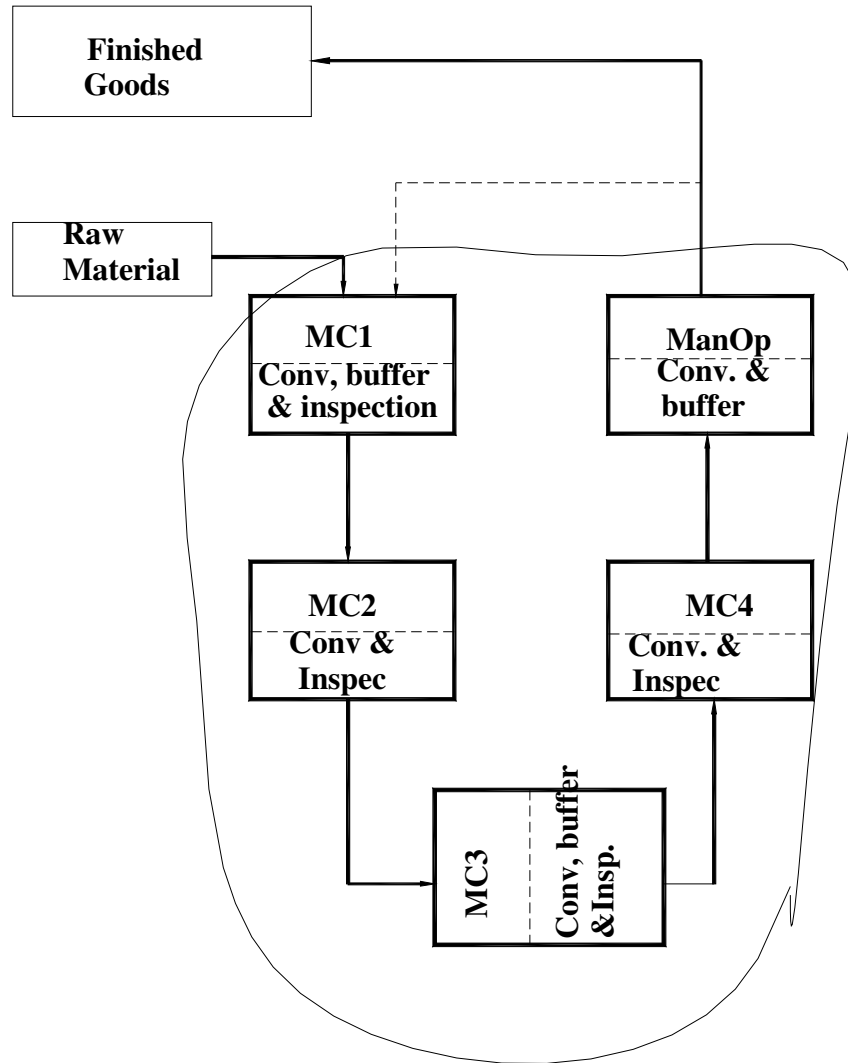 Finished
Goods
Raw
Material
MC1
Conv, buffer
& inspection
MC2
Conv &
Inspec
MC3
Conv, buffer
&Insp.
MC4
Conv. &
Inspec
ManOp
Conv. &
buffer